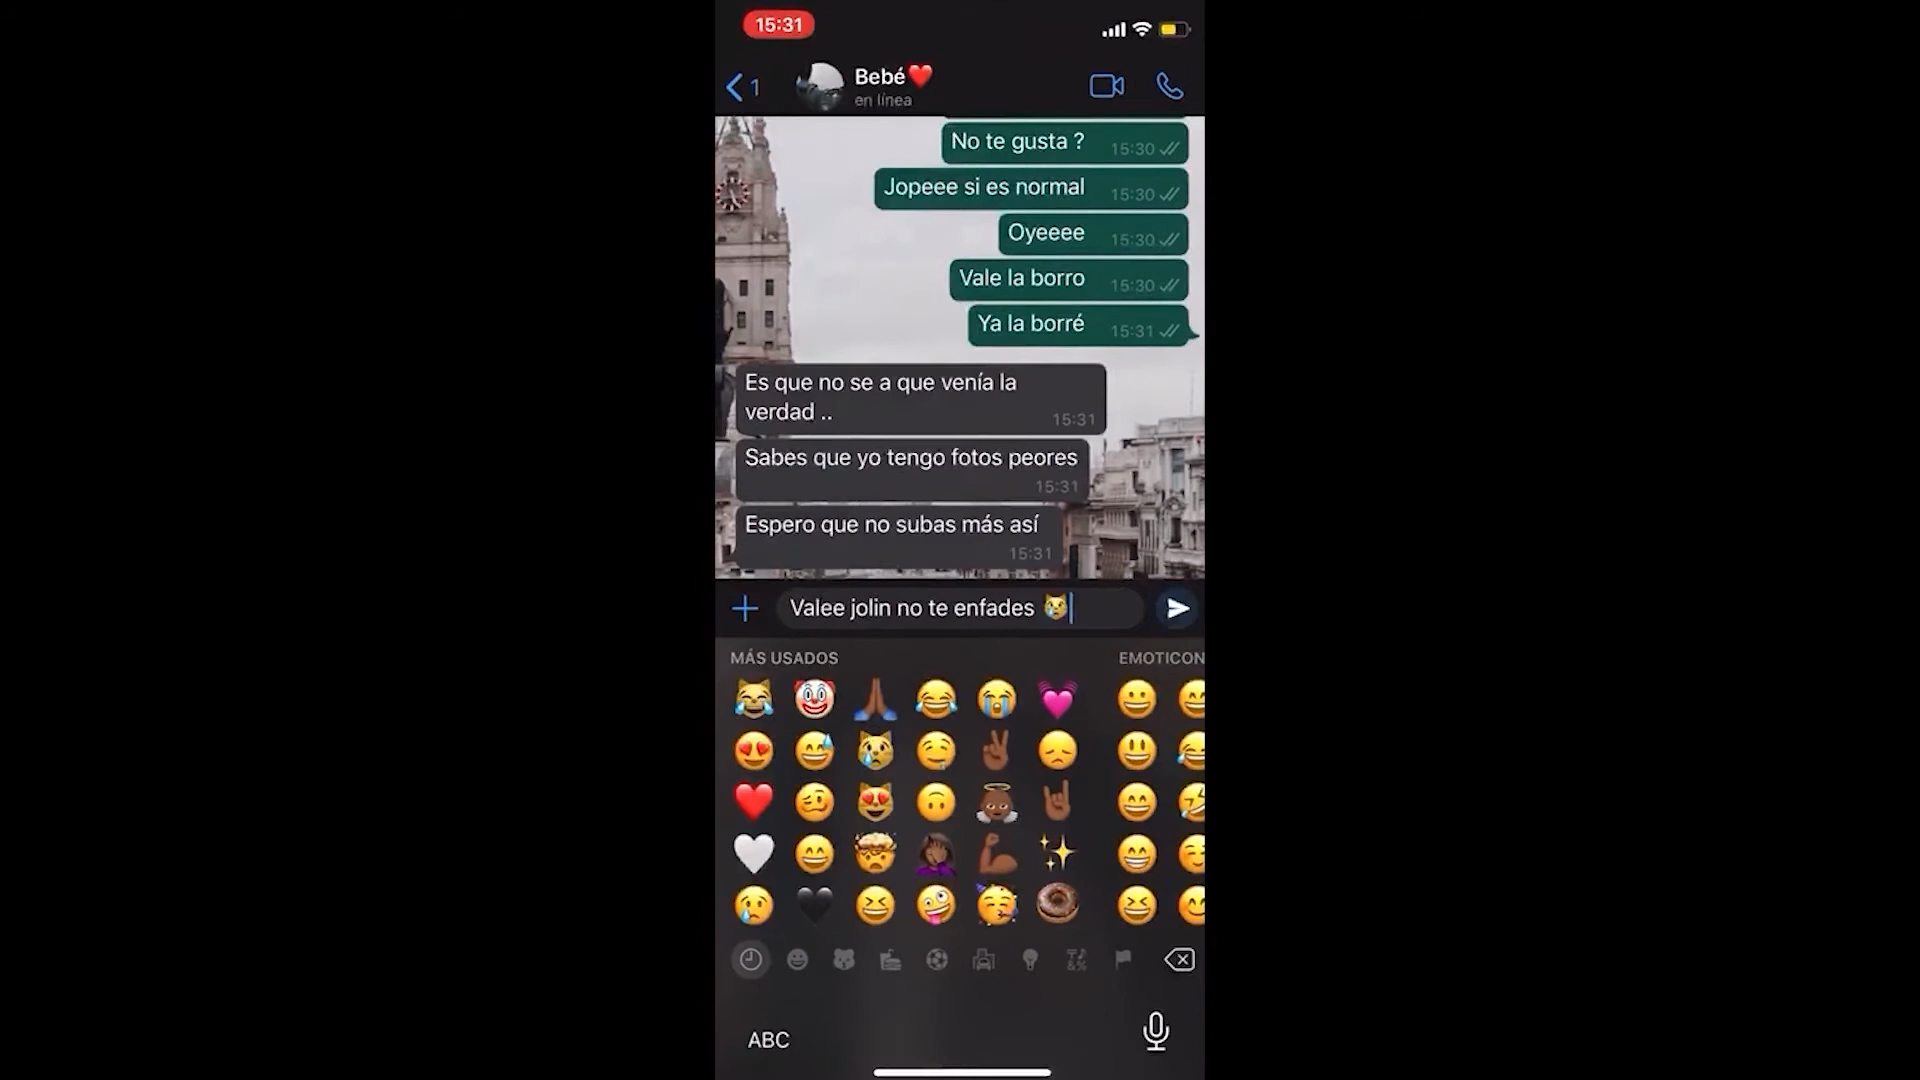 15:31
1
Bebé❤️
en línea
No te gusta ? 15:30
Jopeee si es normal 15:30
Oyeeee 15:30
Vale la borro 15:30
Ya la borré 15:31
Es que no se a que venía la
verdad .. 15:31
Sabes que yo tengo fotos peores
15:31
Espero que no subas más así
15:31
Valee jolin no te enfades 😿
MÁS USADOS EMOTICON
ABC